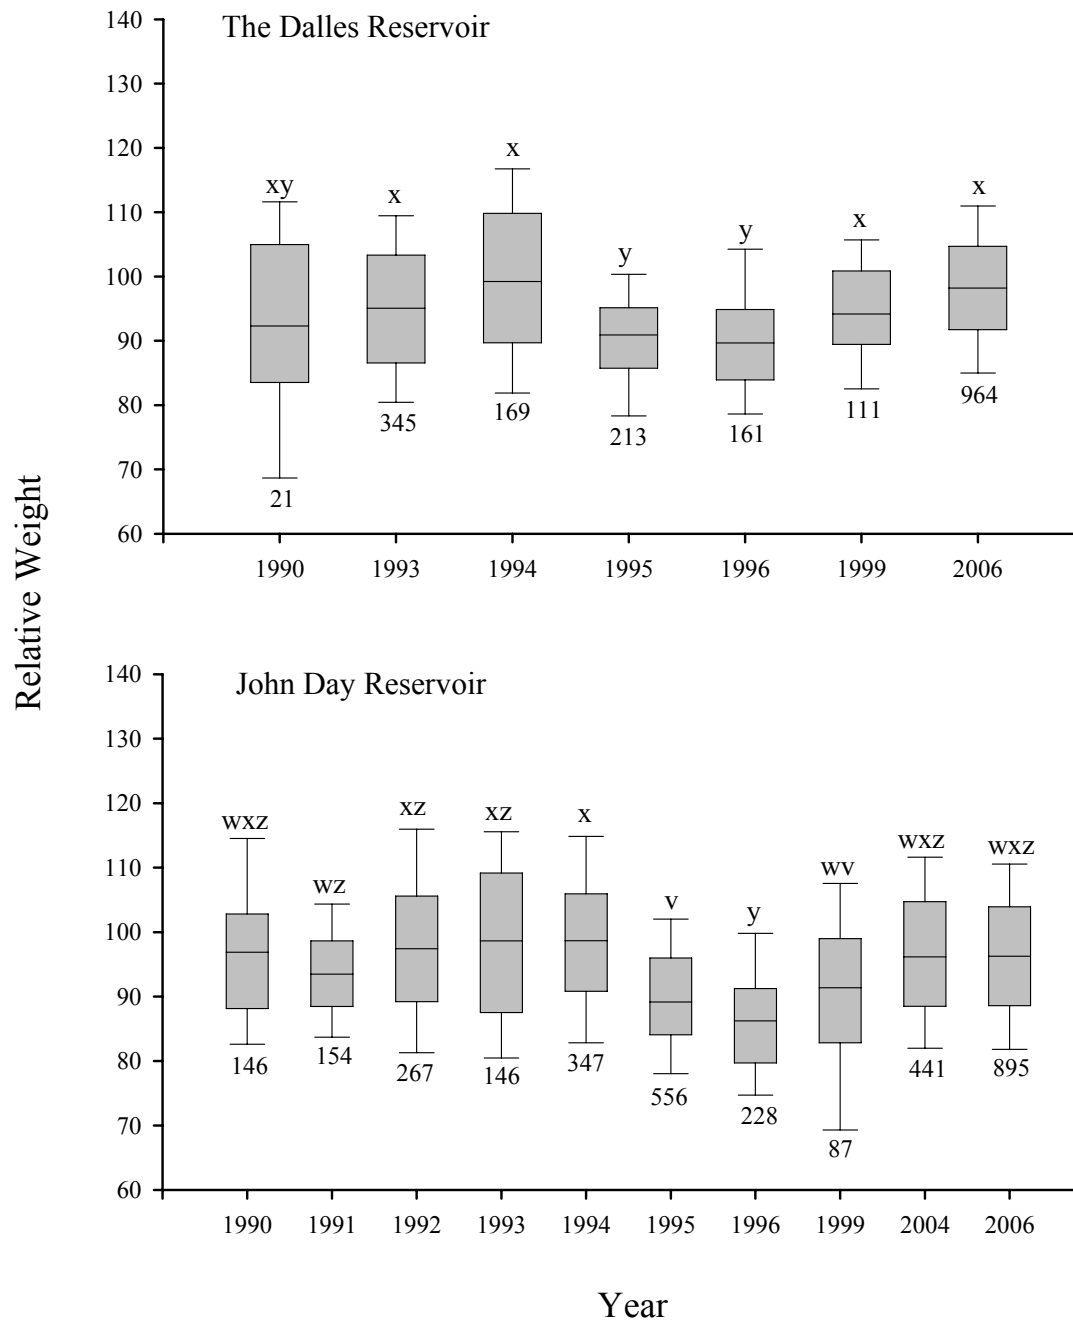 140
The Dalles Reservoir
130
120
x
xy
x
x
x
110
y
y
100
90
80
345
169
213
161
111
964
70
21
60
1990 1993 1994 1995 1996 1999 2006
Relative Weight
140
John Day Reservoir
130
120
wxz
wz
xz
xz
x
v
y
wv
wxz
wxz
110
100
90
80
146
154
267
146
347
556
228
87
441
895
70
60
1990 1991 1992 1993 1994 1995 1996 1999 2004 2006
Year